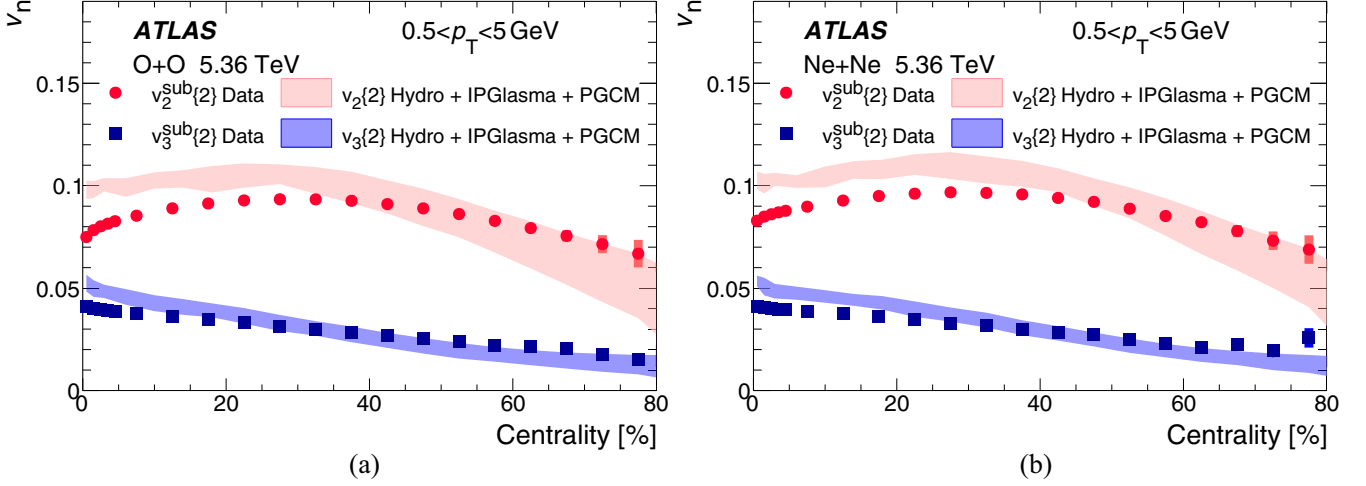 v_n
ATLAS 0.5<p_T<5 GeV
O+O 5.36 TeV
v_2^sub{2} Data v_2{2} Hydro + IPGlasma + PGCM
v_3^sub{2} Data v_3{2} Hydro + IPGlasma + PGCM
0.15
0.1
0.05
0
0 20 40 60 80
Centrality [%]
(a)
v_n
ATLAS 0.5<p_T<5 GeV
Ne+Ne 5.36 TeV
v_2^sub{2} Data v_2{2} Hydro + IPGlasma + PGCM
v_3^sub{2} Data v_3{2} Hydro + IPGlasma + PGCM
0.15
0.1
0.05
0
0 20 40 60 80
Centrality [%]
(b)